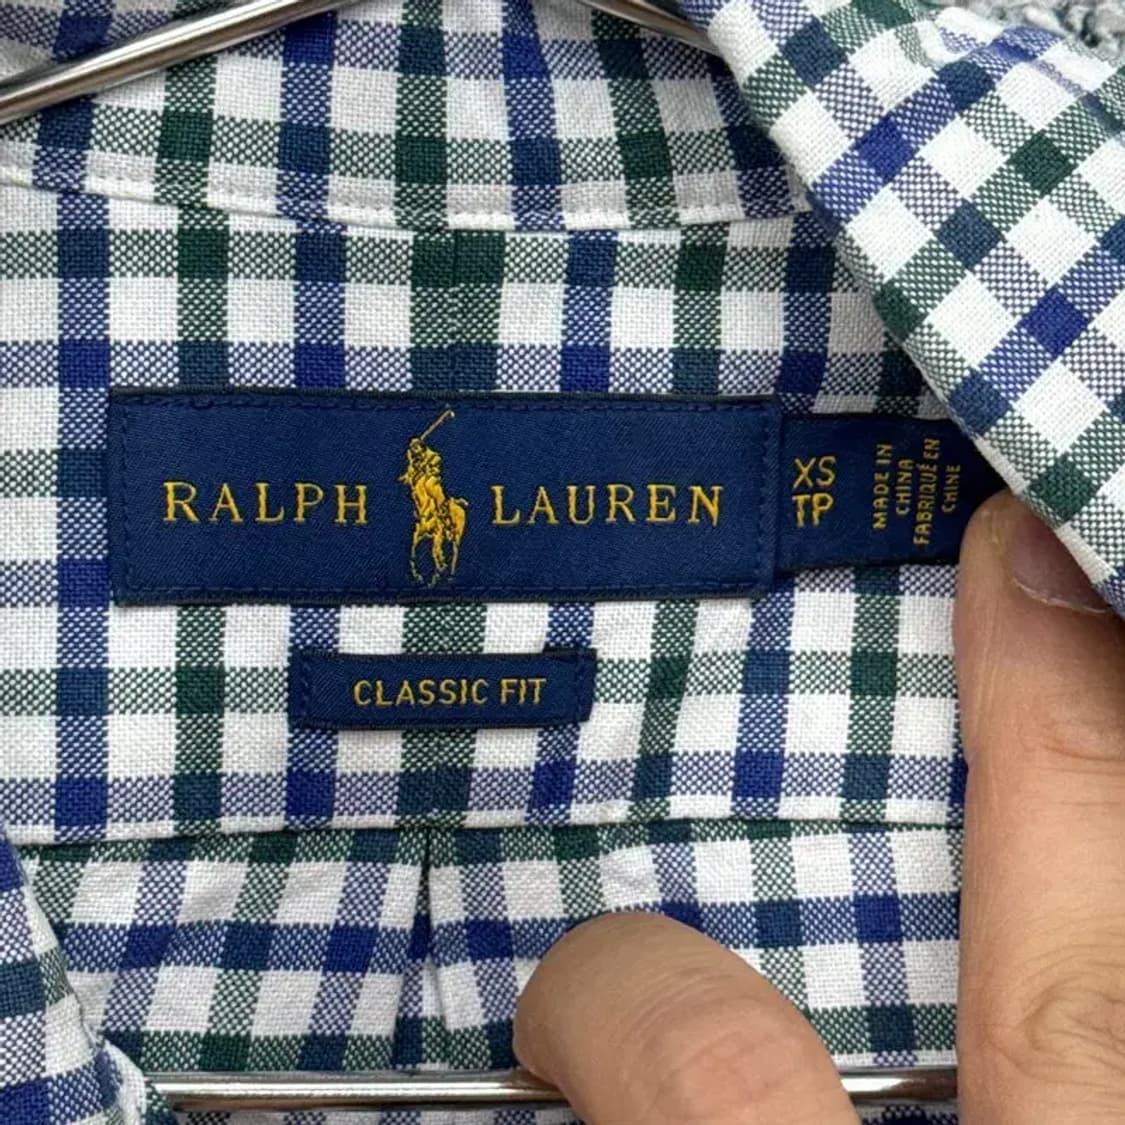 RALPH LAUREN
XS
TP
MADE IN
CHINA
FABRIQUÉ EN
CHINE
CLASSIC FIT